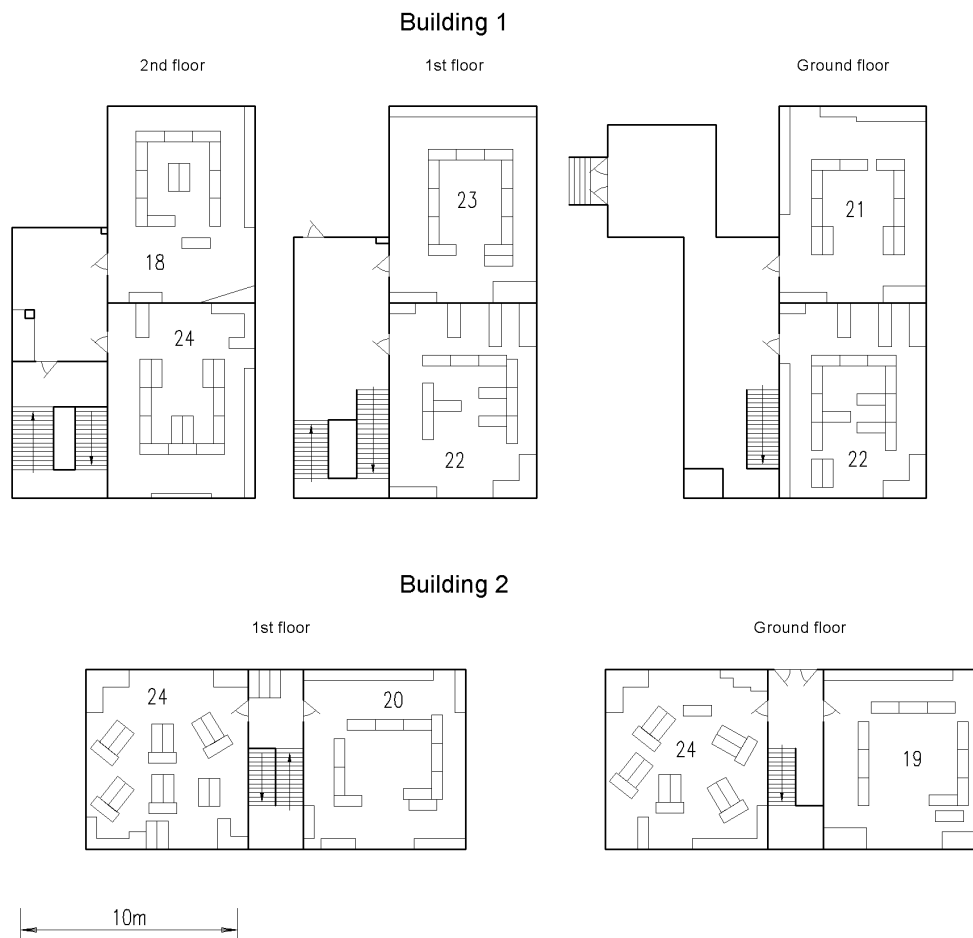 Building 1
2nd floor
1st floor
Ground floor
18
24
23
22
21
22
Building 2
1st floor
Ground floor
24
20
24
19
10m